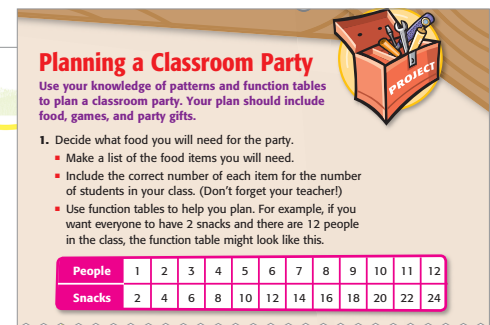 PROJECT
Planning a Classroom Party
Use your knowledge of patterns and function tables
to plan a classroom party. Your plan should include
food, games, and party gifts.
1. Decide what food you will need for the party.
▪ Make a list of the food items you will need.
▪ Include the correct number of each item for the number
of students in your class. (Don't forget your teacher!)
▪ Use function tables to help you plan. For example, if you
want everyone to have 2 snacks and there are 12 people
in the class, the function table might look like this.
People 1 2 3 4 5 6 7 8 9 10 11 12
Snacks 2 4 6 8 10 12 14 16 18 20 22 24